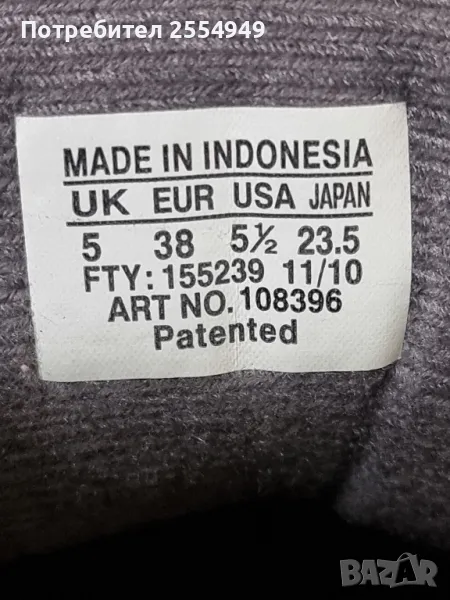 Потребител 2554949
MADE IN INDONESIA
UK EUR USA JAPAN
5 38 5½ 23.5
FTY: 155239 11/10
ART NO. 108396
Patented
BAZAR